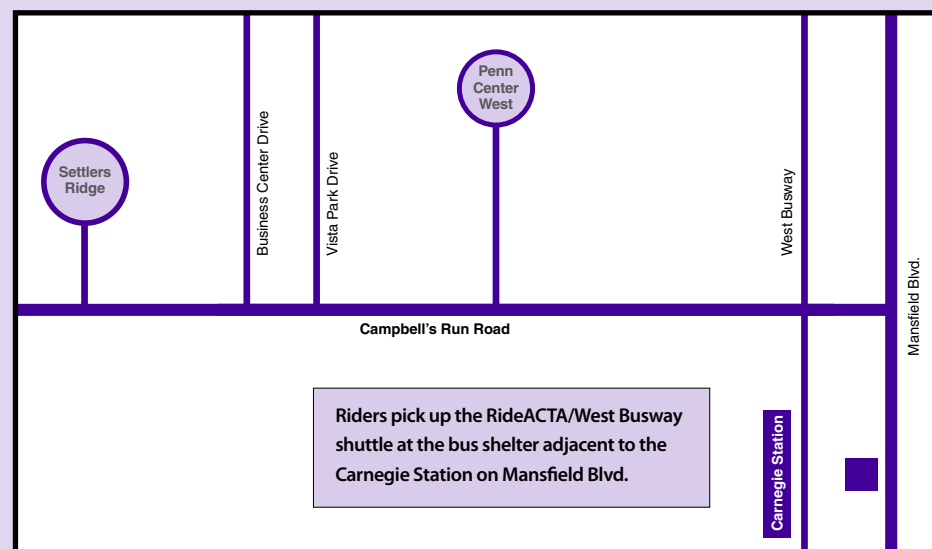 Penn
Center
West
Settlers
Ridge
Business Center Drive
Vista Park Drive
West Busway
Mansfield Blvd.
Campbell's Run Road
Riders pick up the RideACTA/West Busway
shuttle at the bus shelter adjacent to the
Carnegie Station on Mansfield Blvd.
Carnegie Station